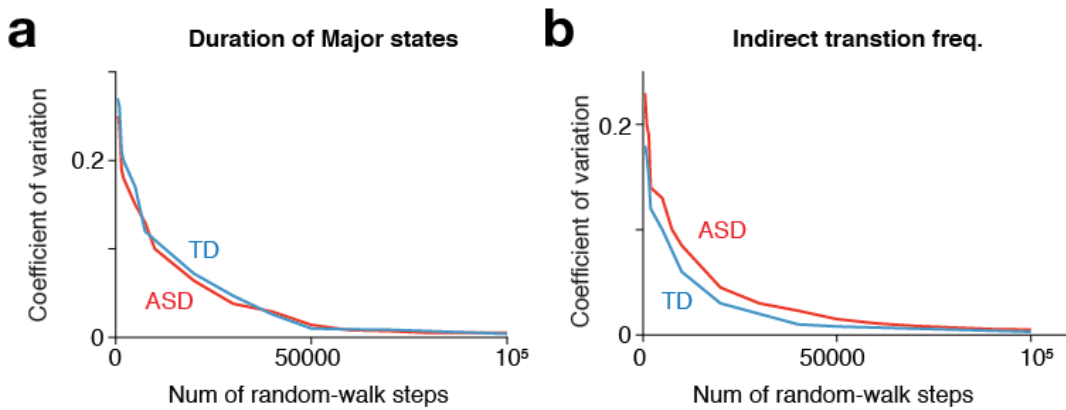 a
Duration of Major states
Coefficient of variation
0.2
0
TD
ASD
0
50000
10⁵
Num of random-walk steps
b
Indirect transtion freq.
Coefficient of variation
0.2
0
ASD
TD
0
50000
10⁵
Num of random-walk steps